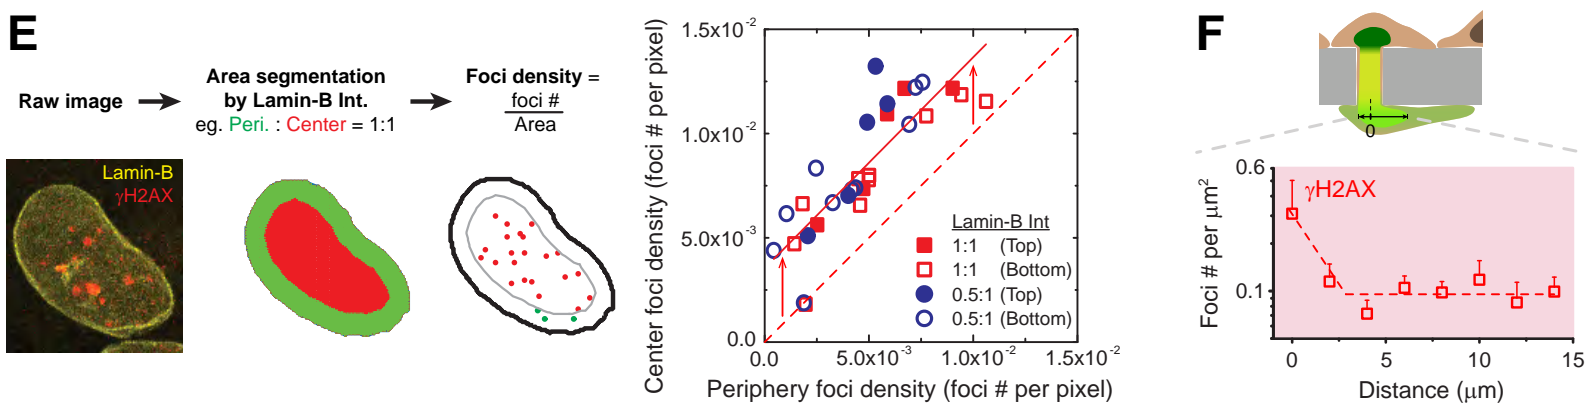 E
Raw image
Area segmentation
by Lamin-B Int.
eg. Peri. : Center = 1:1
Foci density =
foci #
Area
Lamin-B
γH2AX
Center foci density (foci # per pixel)
1.5x10⁻²
1.0x10⁻²
5.0x10⁻³
0.0
Lamin-B Int
1:1 (Top)
1:1 (Bottom)
0.5:1 (Top)
0.5:1 (Bottom)
0.0 5.0x10⁻³ 1.0x10⁻² 1.5x10⁻²
Periphery foci density (foci # per pixel)
F
0
Foci # per μm²
0.6
0.1
γH2AX
0 5 10 15
Distance (μm)